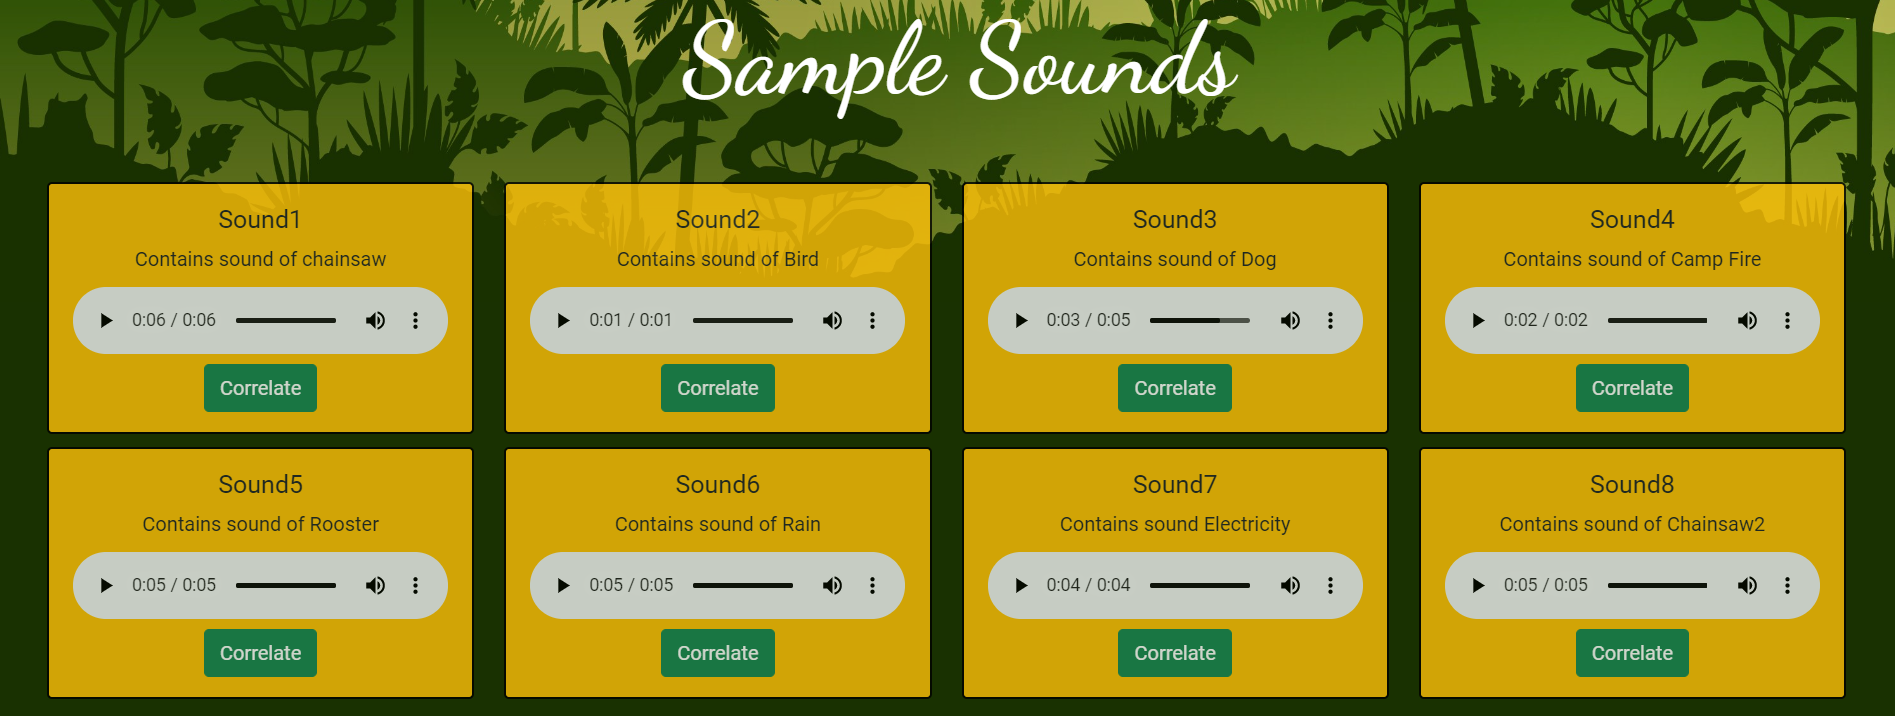 Sample Sounds
Sound1
Contains sound of chainsaw
0:06 / 0:06
Correlate
Sound2
Contains sound of Bird
0:01 / 0:01
Correlate
Sound3
Contains sound of Dog
0:03 / 0:05
Correlate
Sound4
Contains sound of Camp Fire
0:02 / 0:02
Correlate
Sound5
Contains sound of Rooster
0:05 / 0:05
Correlate
Sound6
Contains sound of Rain
0:05 / 0:05
Correlate
Sound7
Contains sound Electricity
0:04 / 0:04
Correlate
Sound8
Contains sound of Chainsaw2
0:05 / 0:05
Correlate